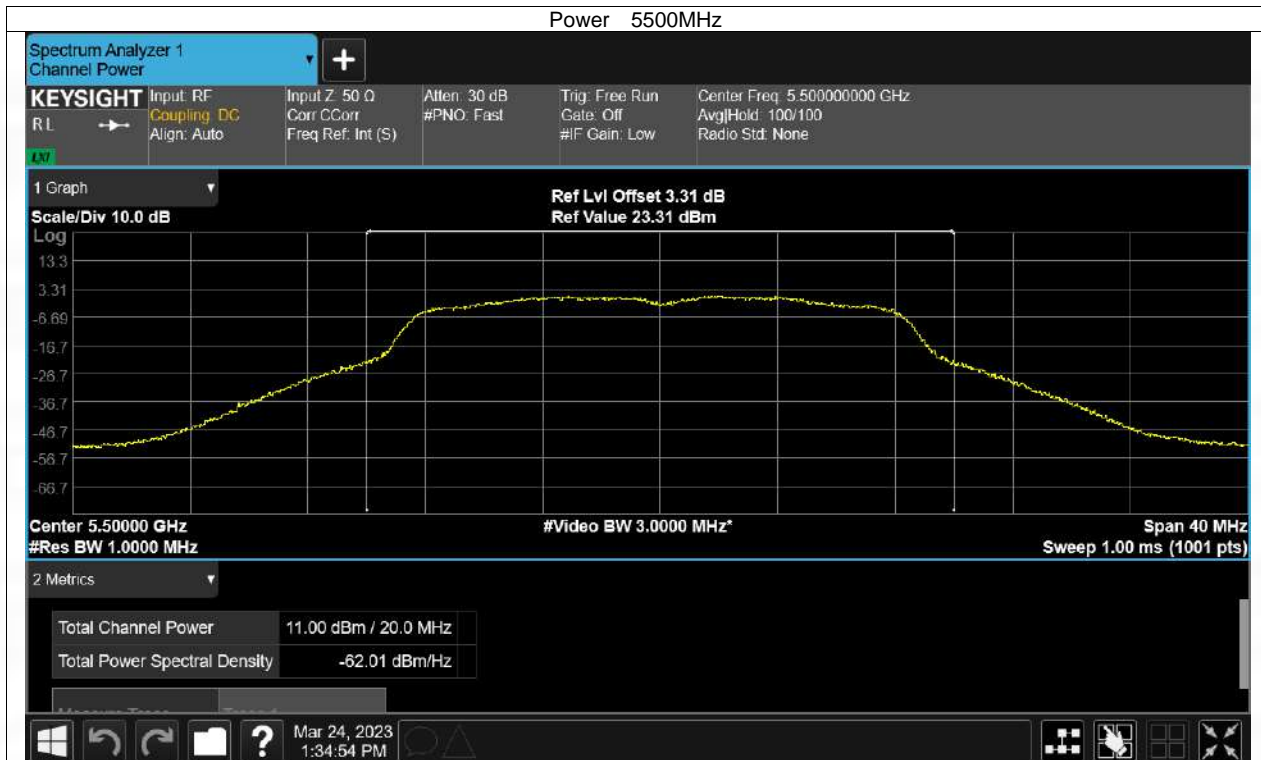 Power 5500MHz
Spectrum Analyzer 1
Channel Power
KEYSIGHT
RL
LXI
Input: RF
Coupling: DC
Align: Auto
Input Z: 50 Ω
Corr CCorr
Freq Ref: Int (S)
Atten: 30 dB
#PNO: Fast
Trig: Free Run
Gate: Off
#IF Gain: Low
Center Freq: 5.500000000 GHz
Avg|Hold: 100/100
Radio Std: None
1 Graph
Scale/Div 10.0 dB
Ref Lvl Offset 3.31 dB
Ref Value 23.31 dBm
Log
13.3
3.31
-6.69
-16.7
-26.7
-36.7
-46.7
-56.7
-66.7
Center 5.50000 GHz
#Video BW 3.0000 MHz*
Span 40 MHz
#Res BW 1.0000 MHz
Sweep 1.00 ms (1001 pts)
2 Metrics
Total Channel Power 11.00 dBm / 20.0 MHz
Total Power Spectral Density -62.01 dBm/Hz
Mar 24, 2023
1:34:54 PM